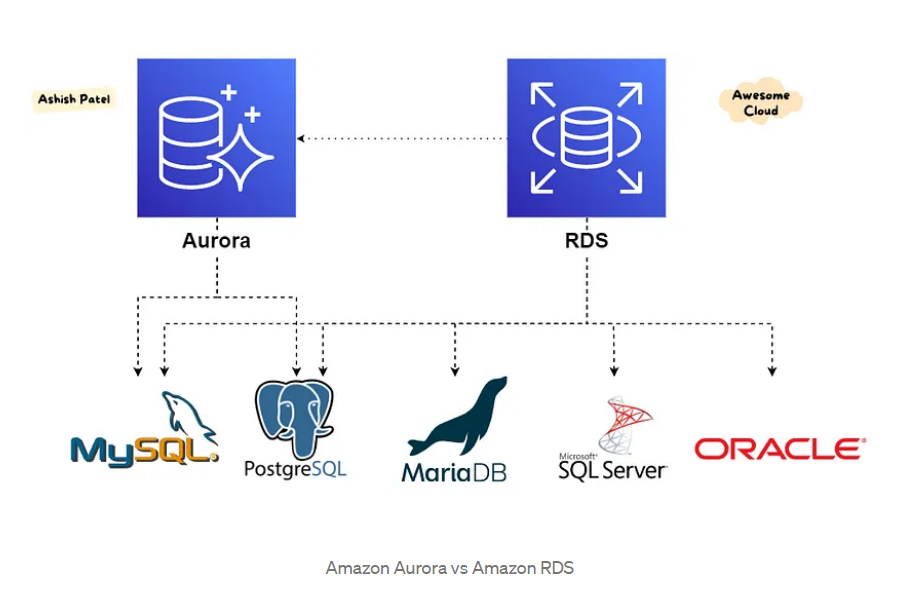 Ashish Patel
Awesome
Cloud
Aurora
RDS
MySQL.
PostgreSQL
MariaDB
Microsoft®
SQL Server®
ORACLE®
Amazon Aurora vs Amazon RDS